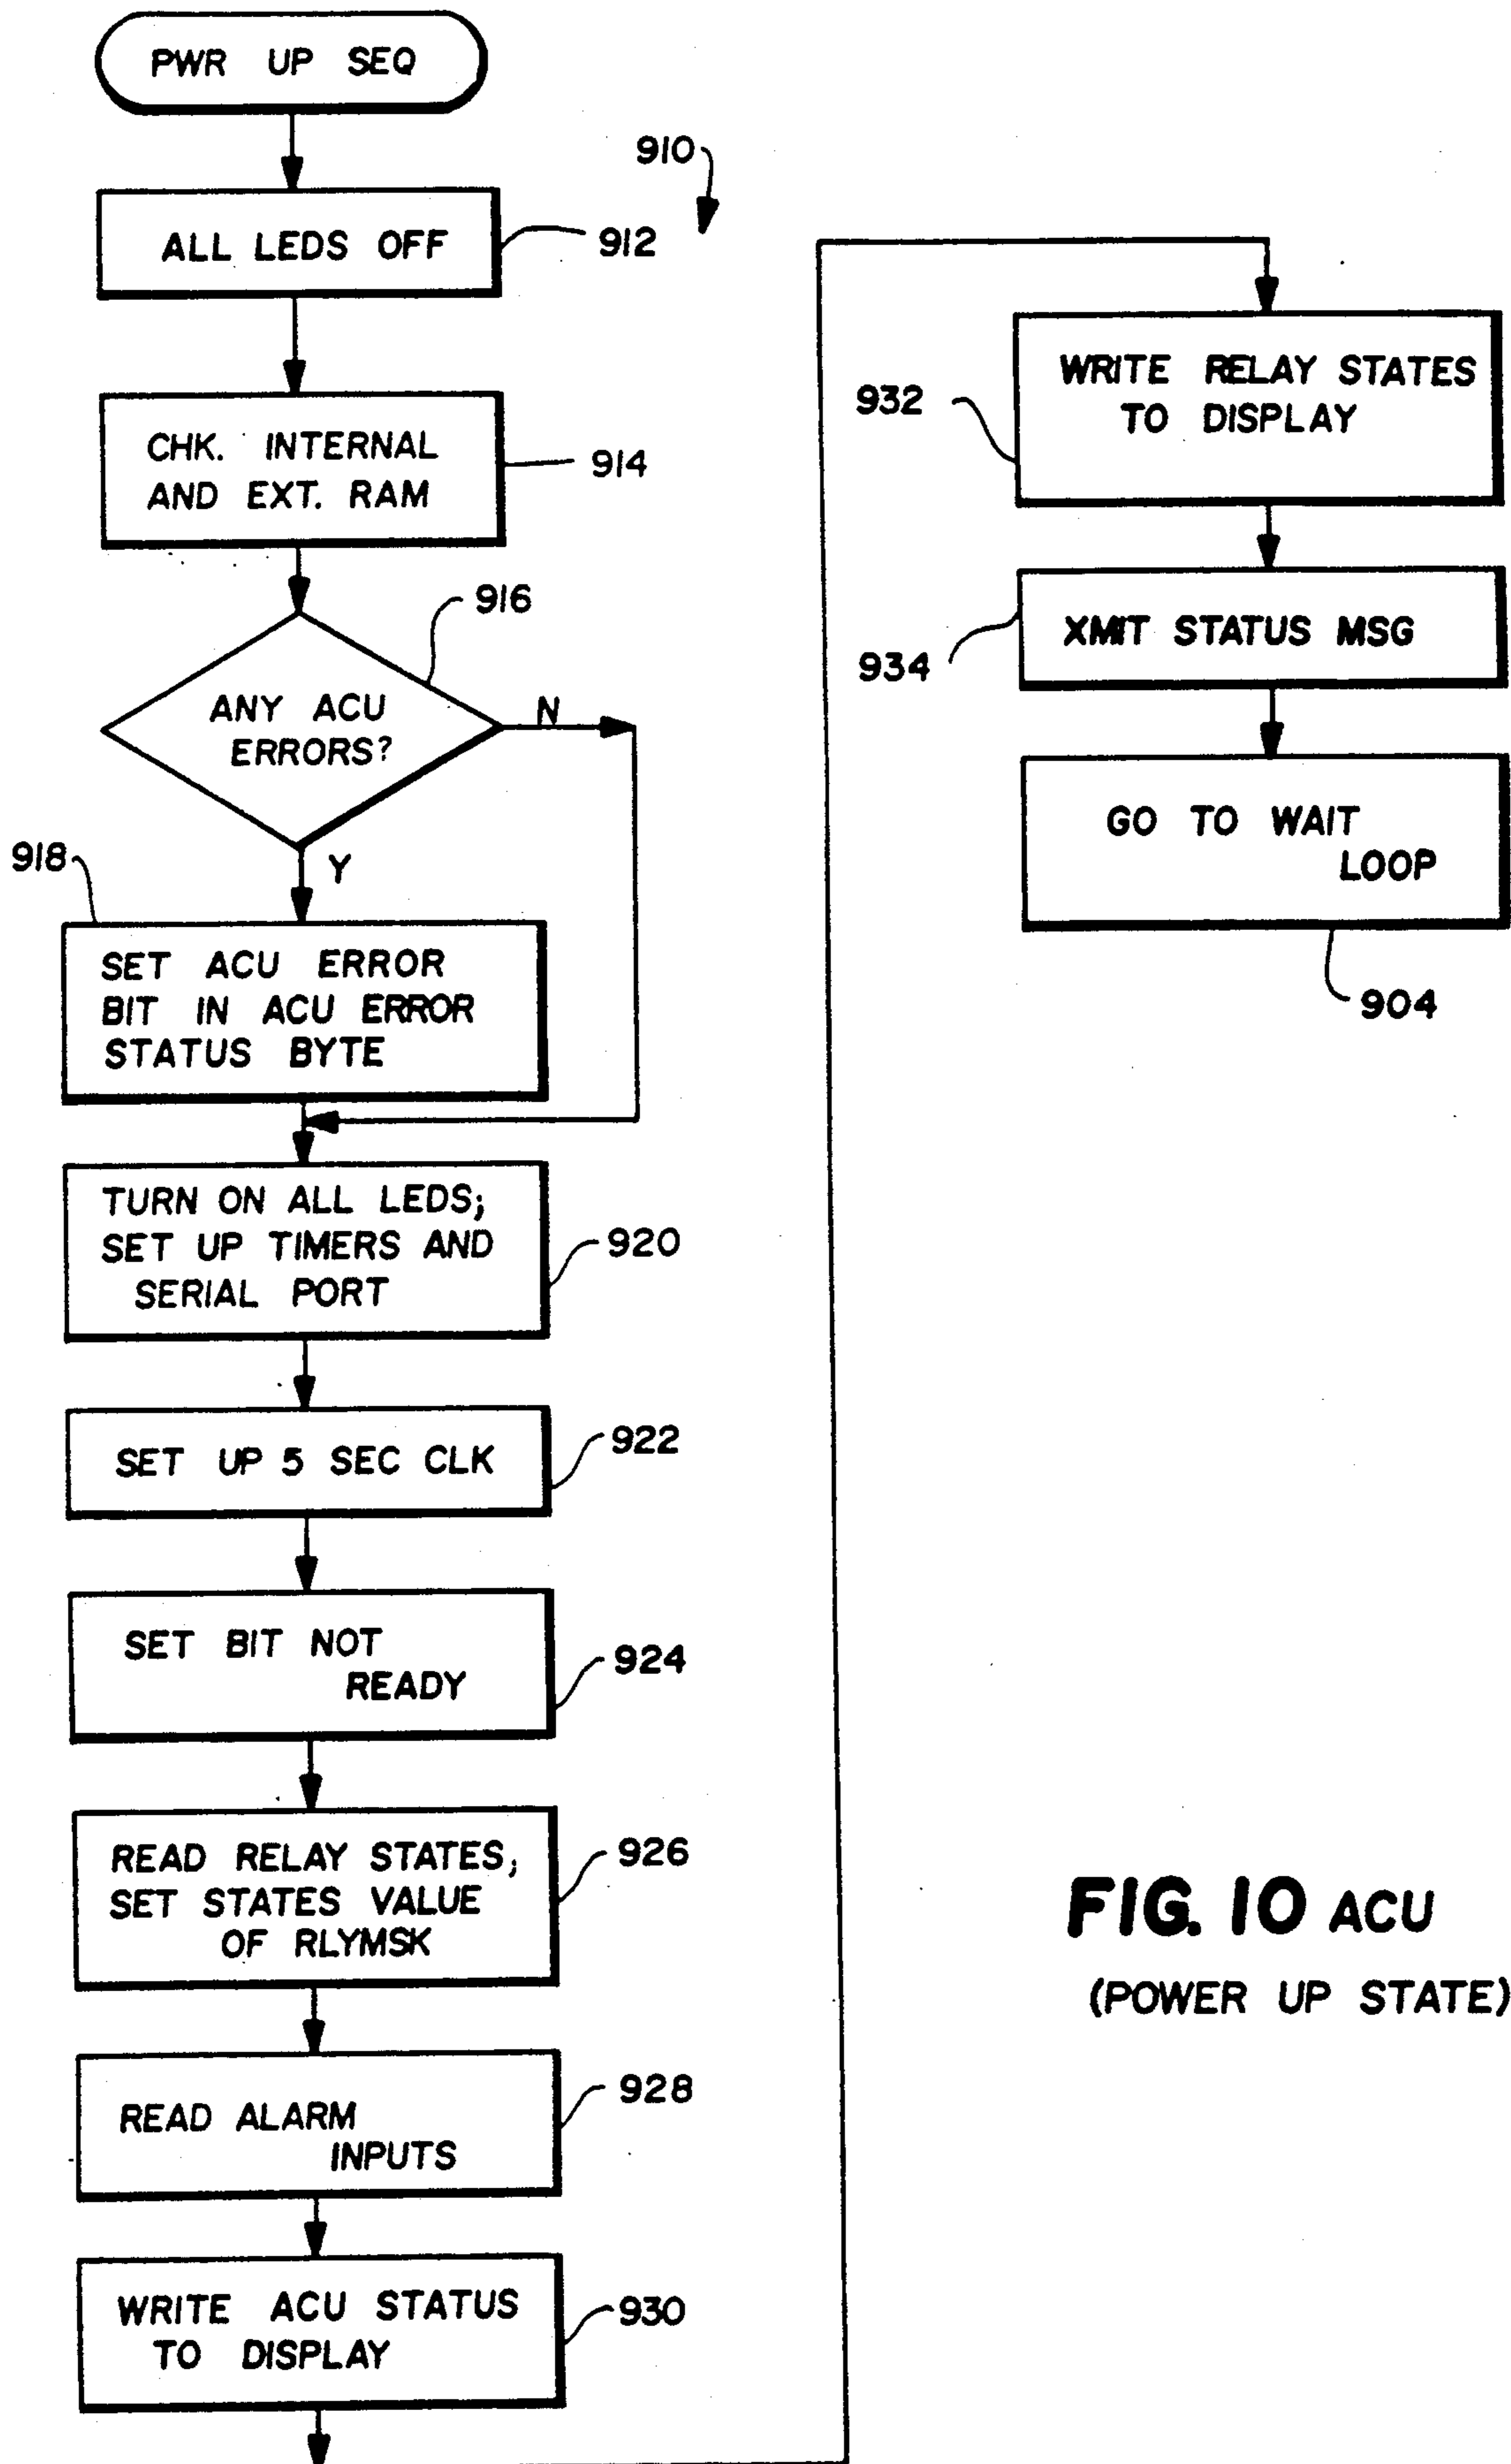 PWR UP SEQ
910
ALL LEDS OFF
912
CHK. INTERNAL
AND EXT. RAM
914
916
ANY ACU
ERRORS?
N
Y
918
SET ACU ERROR
BIT IN ACU ERROR
STATUS BYTE
TURN ON ALL LEDS;
SET UP TIMERS AND
SERIAL PORT
920
SET UP 5 SEC CLK
922
SET BIT NOT
READY
924
READ RELAY STATES;
SET STATES VALUE
OF RLYMSK
926
READ ALARM
INPUTS
928
WRITE ACU STATUS
TO DISPLAY
930
WRITE RELAY STATES
TO DISPLAY
932
XMIT STATUS MSG
934
GO TO WAIT
LOOP
904
FIG. 10 ACU
(POWER UP STATE)